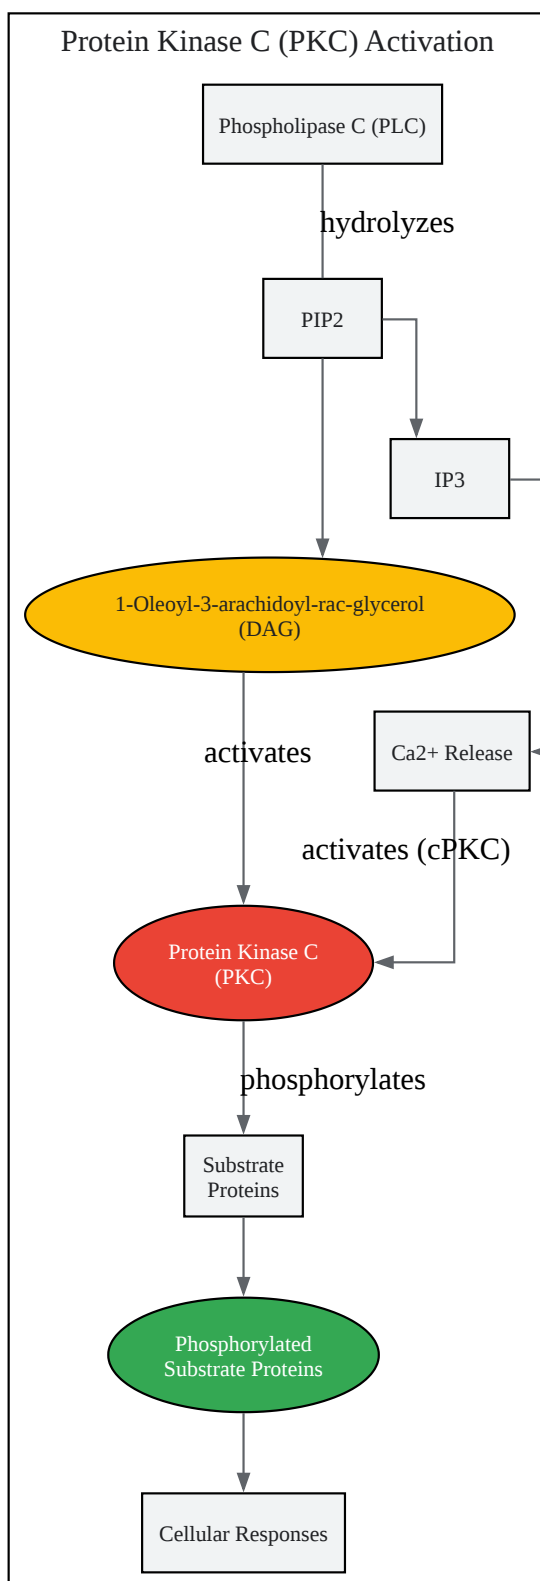 Protein Kinase C (PKC) Activation
Phospholipase C (PLC)
hydrolyzes
PIP2
IP3
1-Oleoyl-3-arachidoyl-rac-glycerol
(DAG)
activates
Ca2+ Release
activates (cPKC)
Protein Kinase C
(PKC)
phosphorylates
Substrate
Proteins
Phosphorylated
Substrate Proteins
Cellular Responses